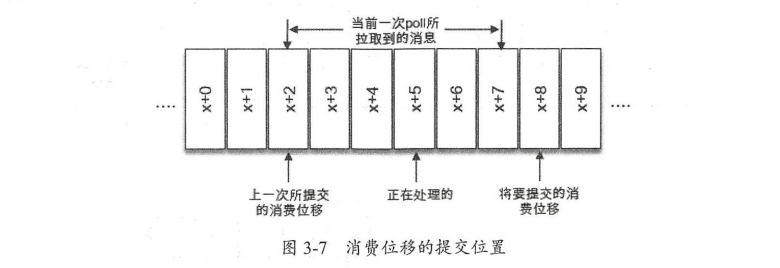 当前一次poll所
拉取到的消息
.... x+0 x+1 x+2 x+3 x+4 x+5 x+6 x+7 x+8 x+9 ....
上一次所提交
的消费位移
正在处理的
将要提交的消
费位移
图 3-7 消费位移的提交位置